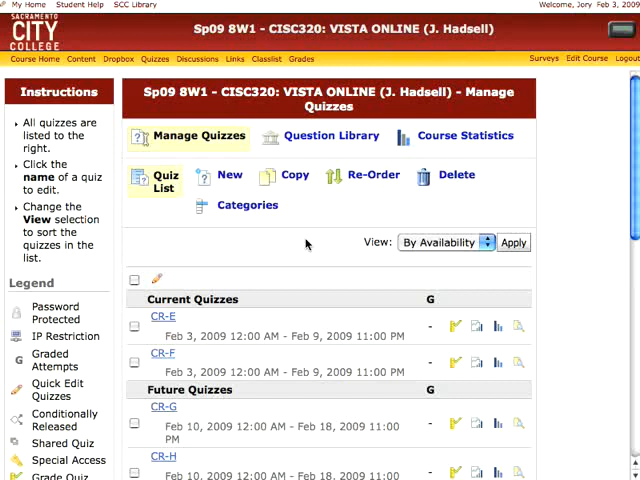 My Home Student Help SCC Library
Welcome, Jory Feb 3, 2009
SACRAMENTO
CITY
COLLEGE
Sp09 8W1 - CISC320: VISTA ONLINE (J. Hadsell)
Course Home Content Dropbox Quizzes Discussions Links Classlist Grades
Surveys Edit Course Logout
Instructions
All quizzes are
listed to the
right.
Click the
name of a quiz
to edit.
Change the
View selection
to sort the
quizzes in the
list.
Legend
Password
Protected
IP Restriction
G Graded
Attempts
Quick Edit
Quizzes
Conditionally
Released
Shared Quiz
Special Access
Grade Quiz
Sp09 8W1 - CISC320: VISTA ONLINE (J. Hadsell) - Manage
Quizzes
Manage Quizzes Question Library Course Statistics
Quiz
List
New Copy Re-Order Delete
Categories
View: By Availability Apply
Current Quizzes G
CR-E
Feb 3, 2009 12:00 AM - Feb 9, 2009 11:00 PM -
CR-F
Feb 3, 2009 12:00 AM - Feb 9, 2009 11:00 PM -
Future Quizzes G
CR-G
Feb 10, 2009 12:00 AM - Feb 18, 2009 11:00 -
PM
CR-H
Feb 10, 2009 12:00 AM - Feb 18, 2009 11:00 -